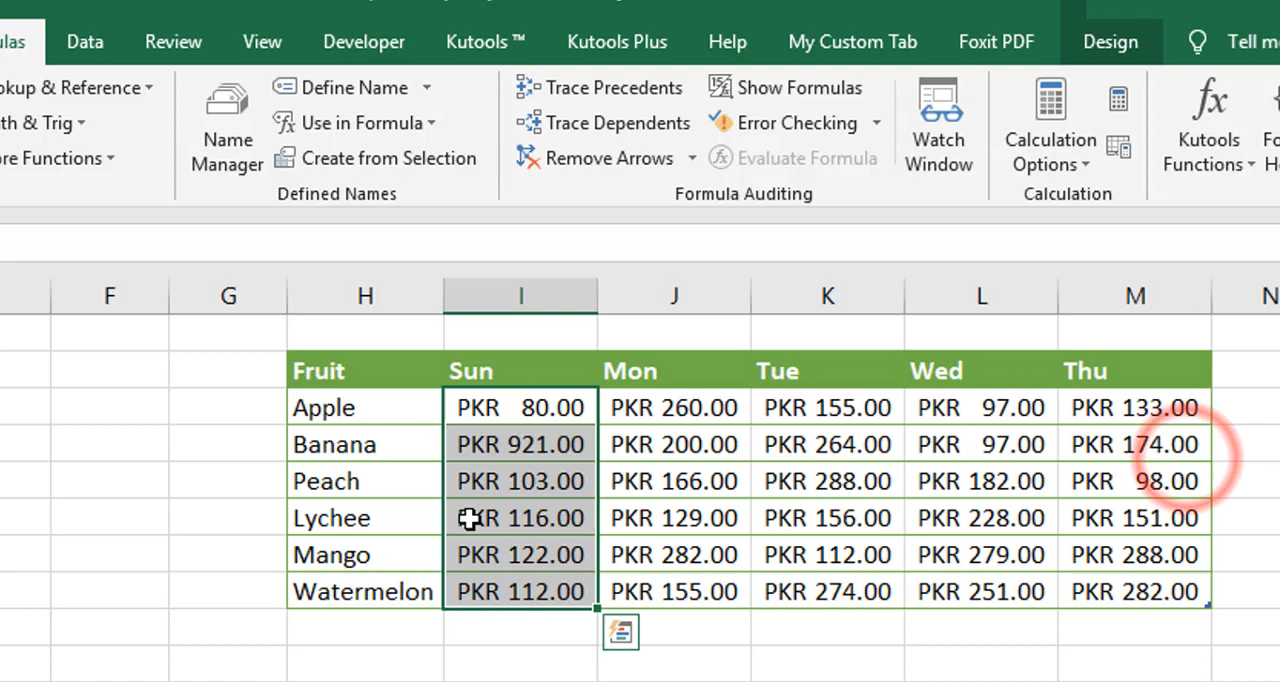 ulas Data Review View Developer Kutools ™ Kutools Plus Help My Custom Tab Foxit PDF Design Tell me
okup & Reference Define Name Trace Precedents Show Formulas
th & Trig Use in Formula Trace Dependents Error Checking
ore Functions Create from Selection Remove Arrows Evaluate Formula
Name Manager Watch Window Calculation Options fx Kutools Functions
Defined Names Formula Auditing Calculation
F G H I J K L M N
Fruit Sun Mon Tue Wed Thu
Apple PKR 80.00 PKR 260.00 PKR 155.00 PKR 97.00 PKR 133.00
Banana PKR 921.00 PKR 200.00 PKR 264.00 PKR 97.00 PKR 174.00
Peach PKR 103.00 PKR 166.00 PKR 288.00 PKR 182.00 PKR 98.00
Lychee PKR 116.00 PKR 129.00 PKR 156.00 PKR 228.00 PKR 151.00
Mango PKR 122.00 PKR 282.00 PKR 112.00 PKR 279.00 PKR 288.00
Watermelon PKR 112.00 PKR 155.00 PKR 274.00 PKR 251.00 PKR 282.00